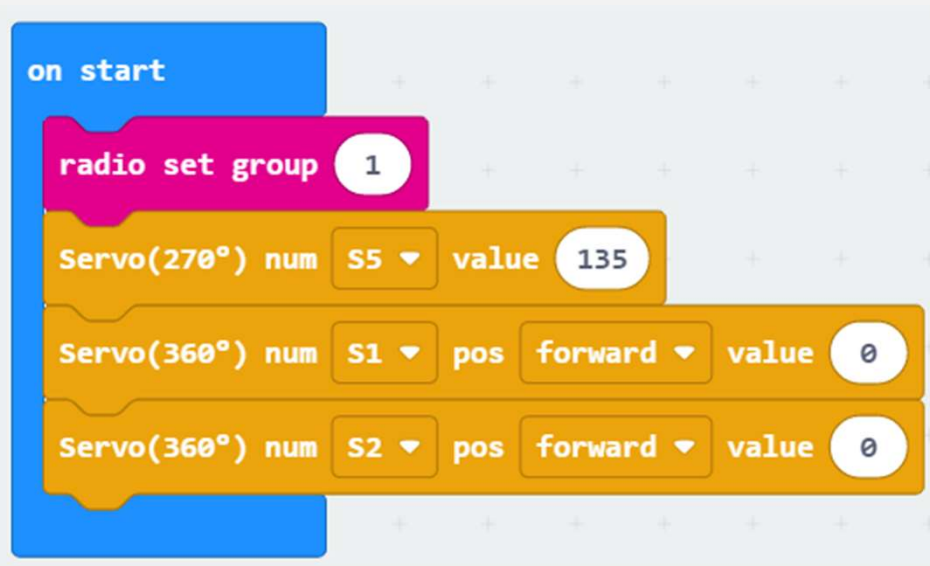 on start
radio set group 1
Servo(270°) num S5 value 135
Servo(360°) num S1 pos forward value 0
Servo(360°) num S2 pos forward value 0